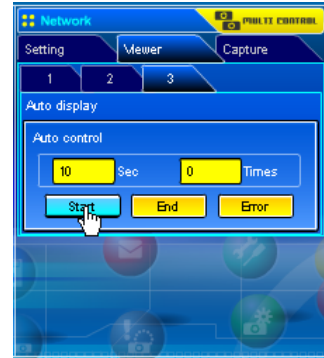 Network MULTI CONTROL
Setting Viewer Capture
1 2 3
Auto display
Auto control
10 Sec 0 Times
Start End Error